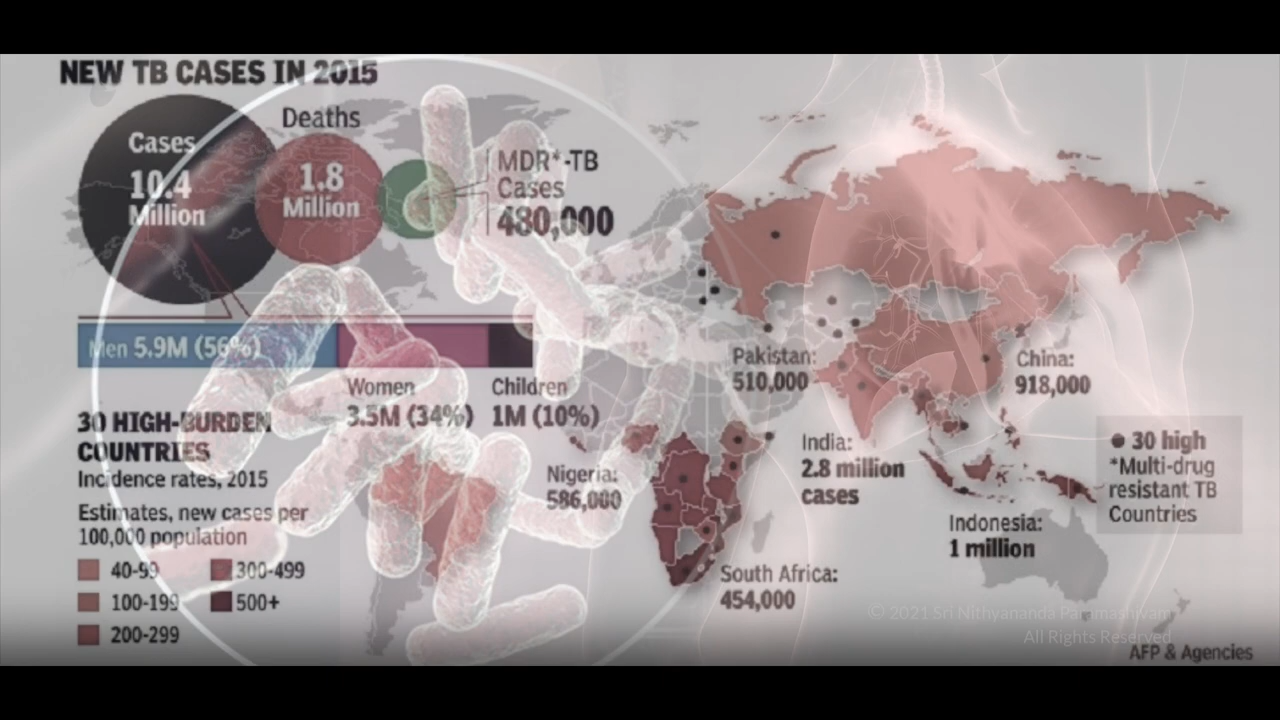 NEW TB CASES IN 2015
Cases
10.4
Million
Deaths
1.8
Million
MDR*-TB
Cases
480,000
Men 5.9M (56%)
Women
3.5M (34%)
Children
1M (10%)
30 HIGH-BURDEN
COUNTRIES
Incidence rates, 2015
Estimates, new cases per
100,000 population
40-99
100-199
200-299
300-499
500+
Nigeria:
586,000
South Africa:
454,000
Pakistan:
510,000
India:
2.8 million
cases
China:
918,000
Indonesia:
1 million
30 high
*Multi-drug
resistant TB
Countries
© 2021 Sri Nithyananda Paramashivam
All Rights Reserved
AFP & Agencies